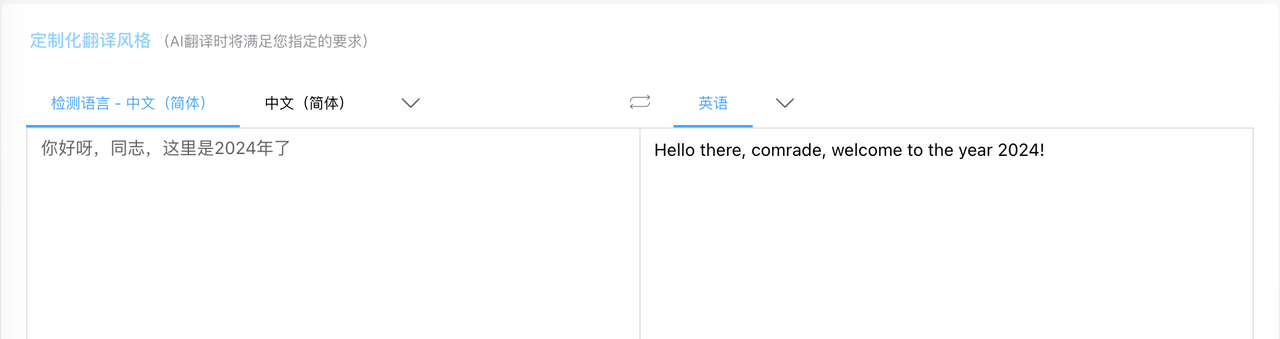 定制化翻译风格（AI翻译时将满足您指定的要求）
检测语言 - 中文（简体） 中文（简体） 英语
你好呀，同志，这里是2024年了
Hello there, comrade, welcome to the year 2024!